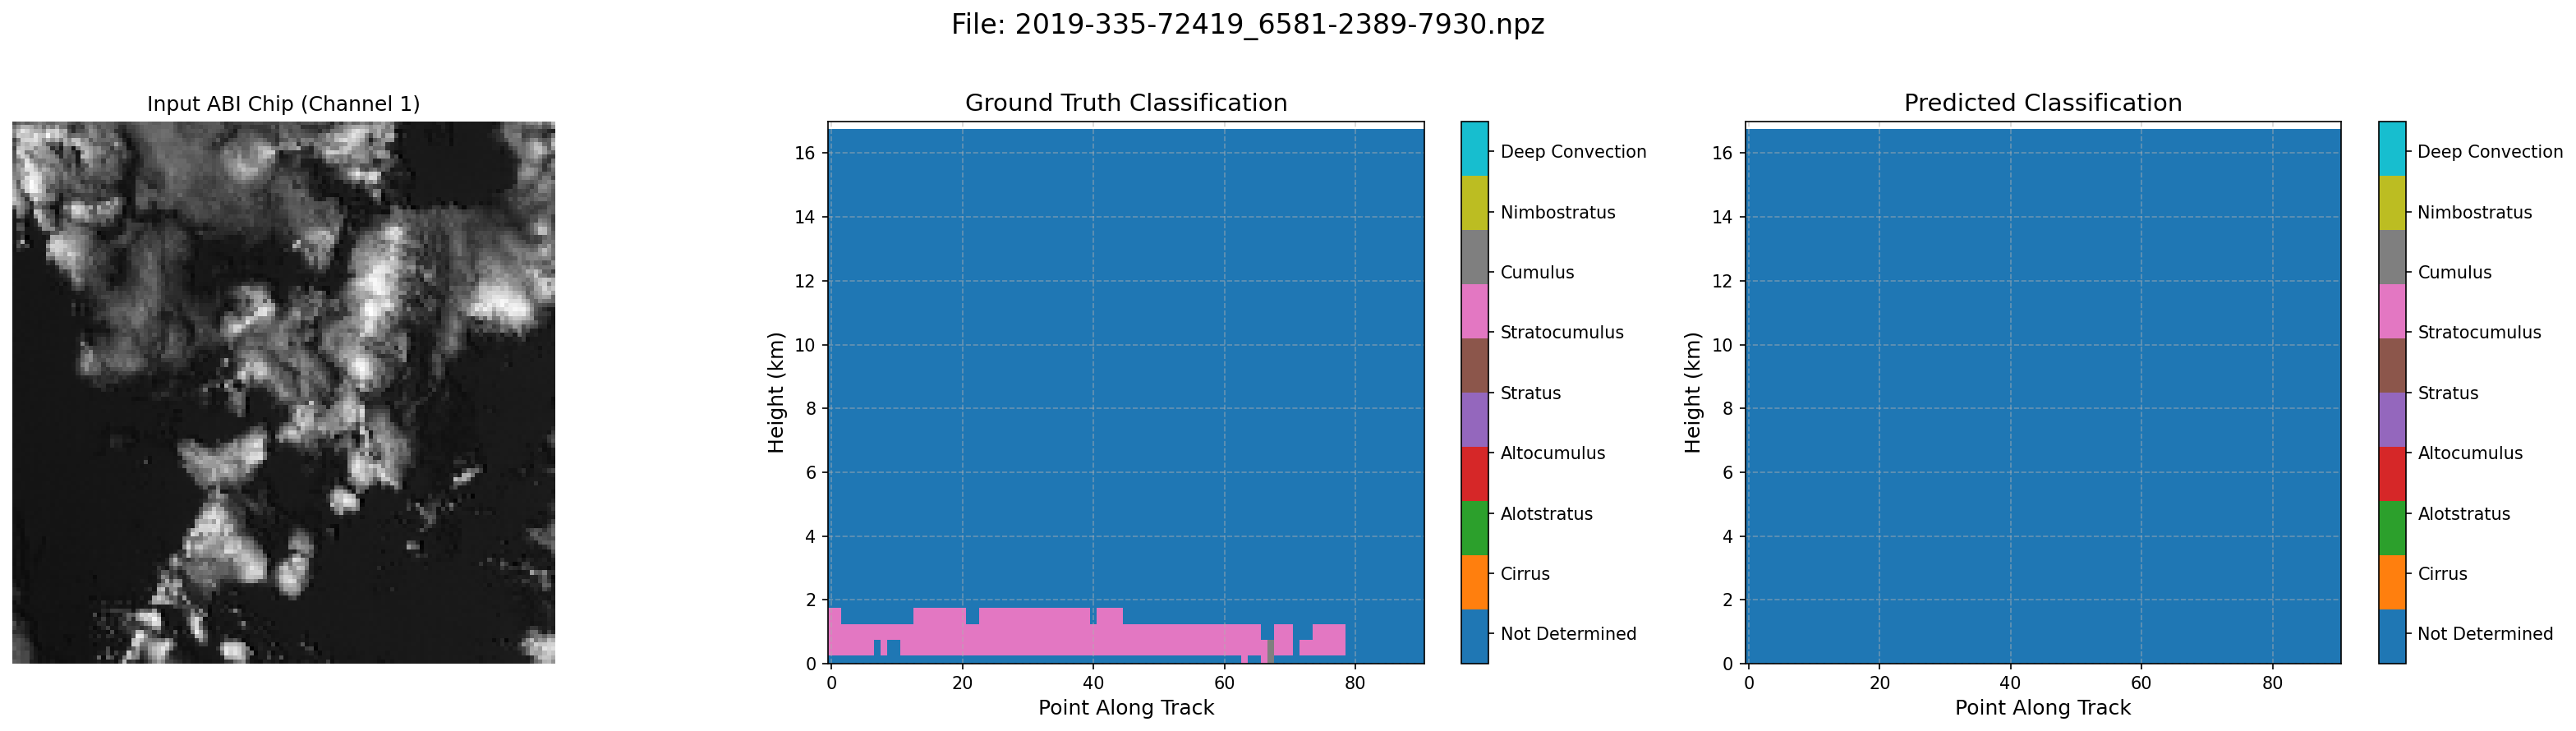 File: 2019-335-72419_6581-2389-7930.npz
Input ABI Chip (Channel 1)
Ground Truth Classification
Height (km)
16
14
12
10
8
6
4
2
0
0 20 40 60 80
Point Along Track
Deep Convection
Nimbostratus
Cumulus
Stratocumulus
Stratus
Altocumulus
Alotstratus
Cirrus
Not Determined
Predicted Classification
Height (km)
16
14
12
10
8
6
4
2
0
0 20 40 60 80
Point Along Track
Deep Convection
Nimbostratus
Cumulus
Stratocumulus
Stratus
Altocumulus
Alotstratus
Cirrus
Not Determined